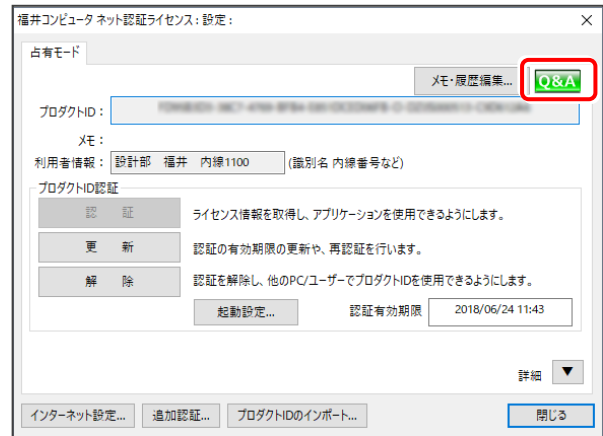 福井コンピュータ ネット認証ライセンス:設定:
占有モード
メモ・履歴編集...
Q&A
プロダクトID:
メモ:
利用者情報: 設計部 福井 内線1100 (識別名 内線番号など)
プロダクトID認証
認 証 ライセンス情報を取得し、アプリケーションを使用できるようにします。
更 新 認証の有効期限の更新や、再認証を行います。
解 除 認証を解除し、他のPC/ユーザーでプロダクトIDを使用できるようにします。
起動設定... 認証有効期限 2018/06/24 11:43
詳細 ▼
インターネット設定... 追加認証... プロダクトIDのインポート... 閉じる